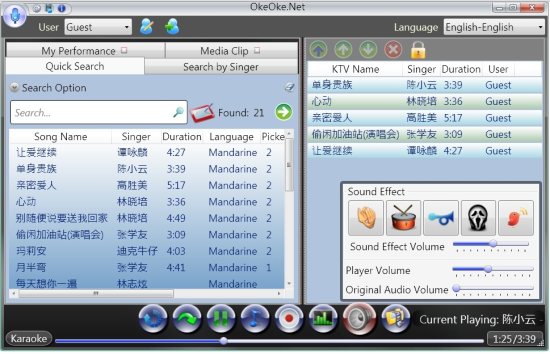 OkeOke.Net
User Guest
Language English-English
My Performance
Media Clip
Quick Search
Search by Singer
Search Option
Search...
Found: 21
Song Name Singer Duration Language Picke
让爱继续 谭咏麟 4:27 Mandarine 2
单身贵族 陈小云 3:39 Mandarine 2
亲密爱人 高胜美 5:17 Mandarine 2
心动 林晓培 3:36 Mandarine 2
别随便说要送我回家 林晓培 4:49 Mandarine 2
偷闲加油站(演唱会) 张学友 3:09 Mandarine 2
玛莉安 迪克牛仔 4:03 Mandarine 2
月半弯 张学友 4:41 Mandarine 1
每天想你一遍 林志炫
KTV Name Singer Duration User
单身贵族 陈小云 3:39 Guest
心动 林晓培 3:36 Guest
亲密爱人 高胜美 5:17 Guest
偷闲加油站(演唱会) 张学友 3:09 Guest
让爱继续 谭咏麟 4:27 Guest
Sound Effect
Sound Effect Volume
Player Volume
Original Audio Volume
Current Playing: 陈小云 -
Karaoke
1:25/3:39